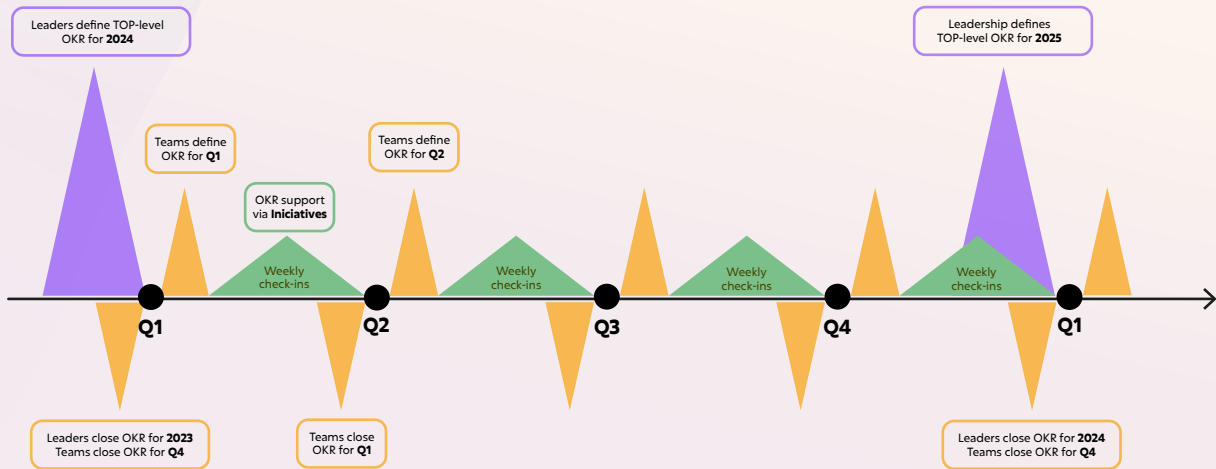 Leaders define TOP-level
OKR for 2024
Leadership defines
TOP-level OKR for 2025
Teams define
OKR for Q1
Teams define
OKR for Q2
OKR support
via Iniciatives
Weekly
check-ins
Weekly
check-ins
Weekly
check-ins
Weekly
check-ins
Q1
Q2
Q3
Q4
Q1
Leaders close OKR for 2023
Teams close OKR for Q4
Teams close
OKR for Q1
Leaders close OKR for 2024
Teams close OKR for Q4